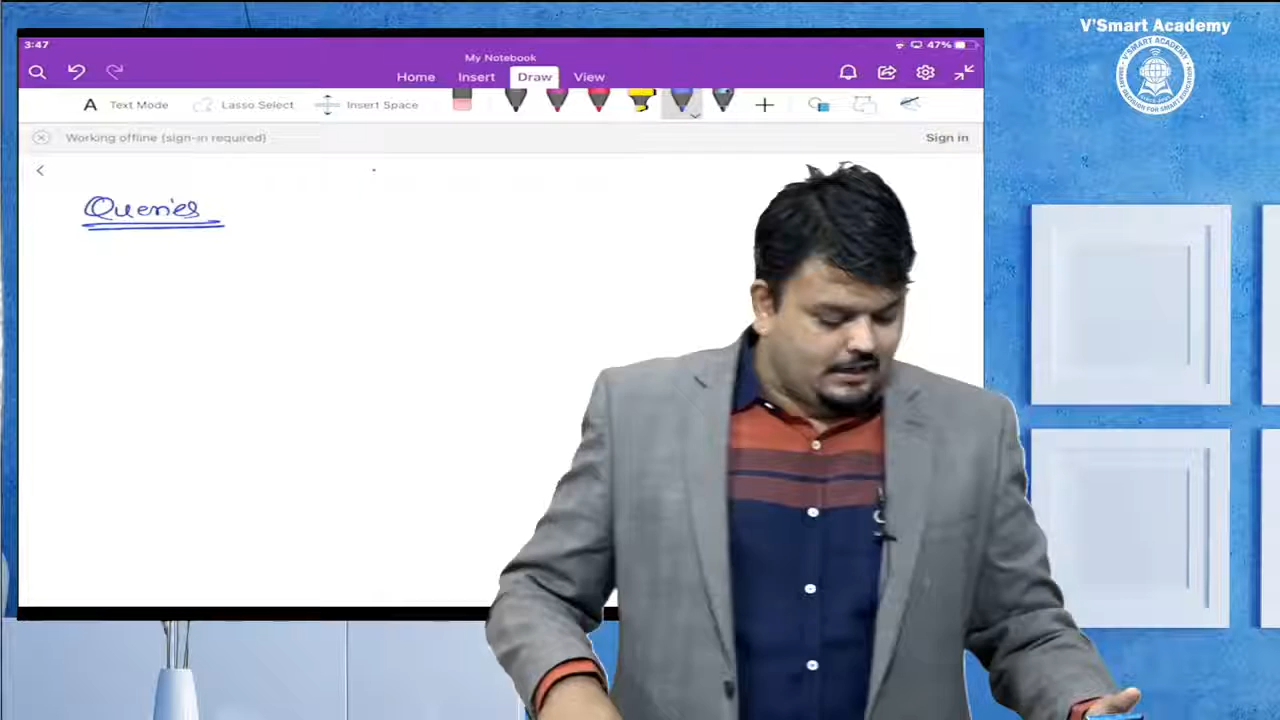 V'Smart Academy
3:47
47%
My Notebook
Home Insert Draw View
A Text Mode Lasso Select Insert Space
Working offline (sign-in required) Sign in
Queries